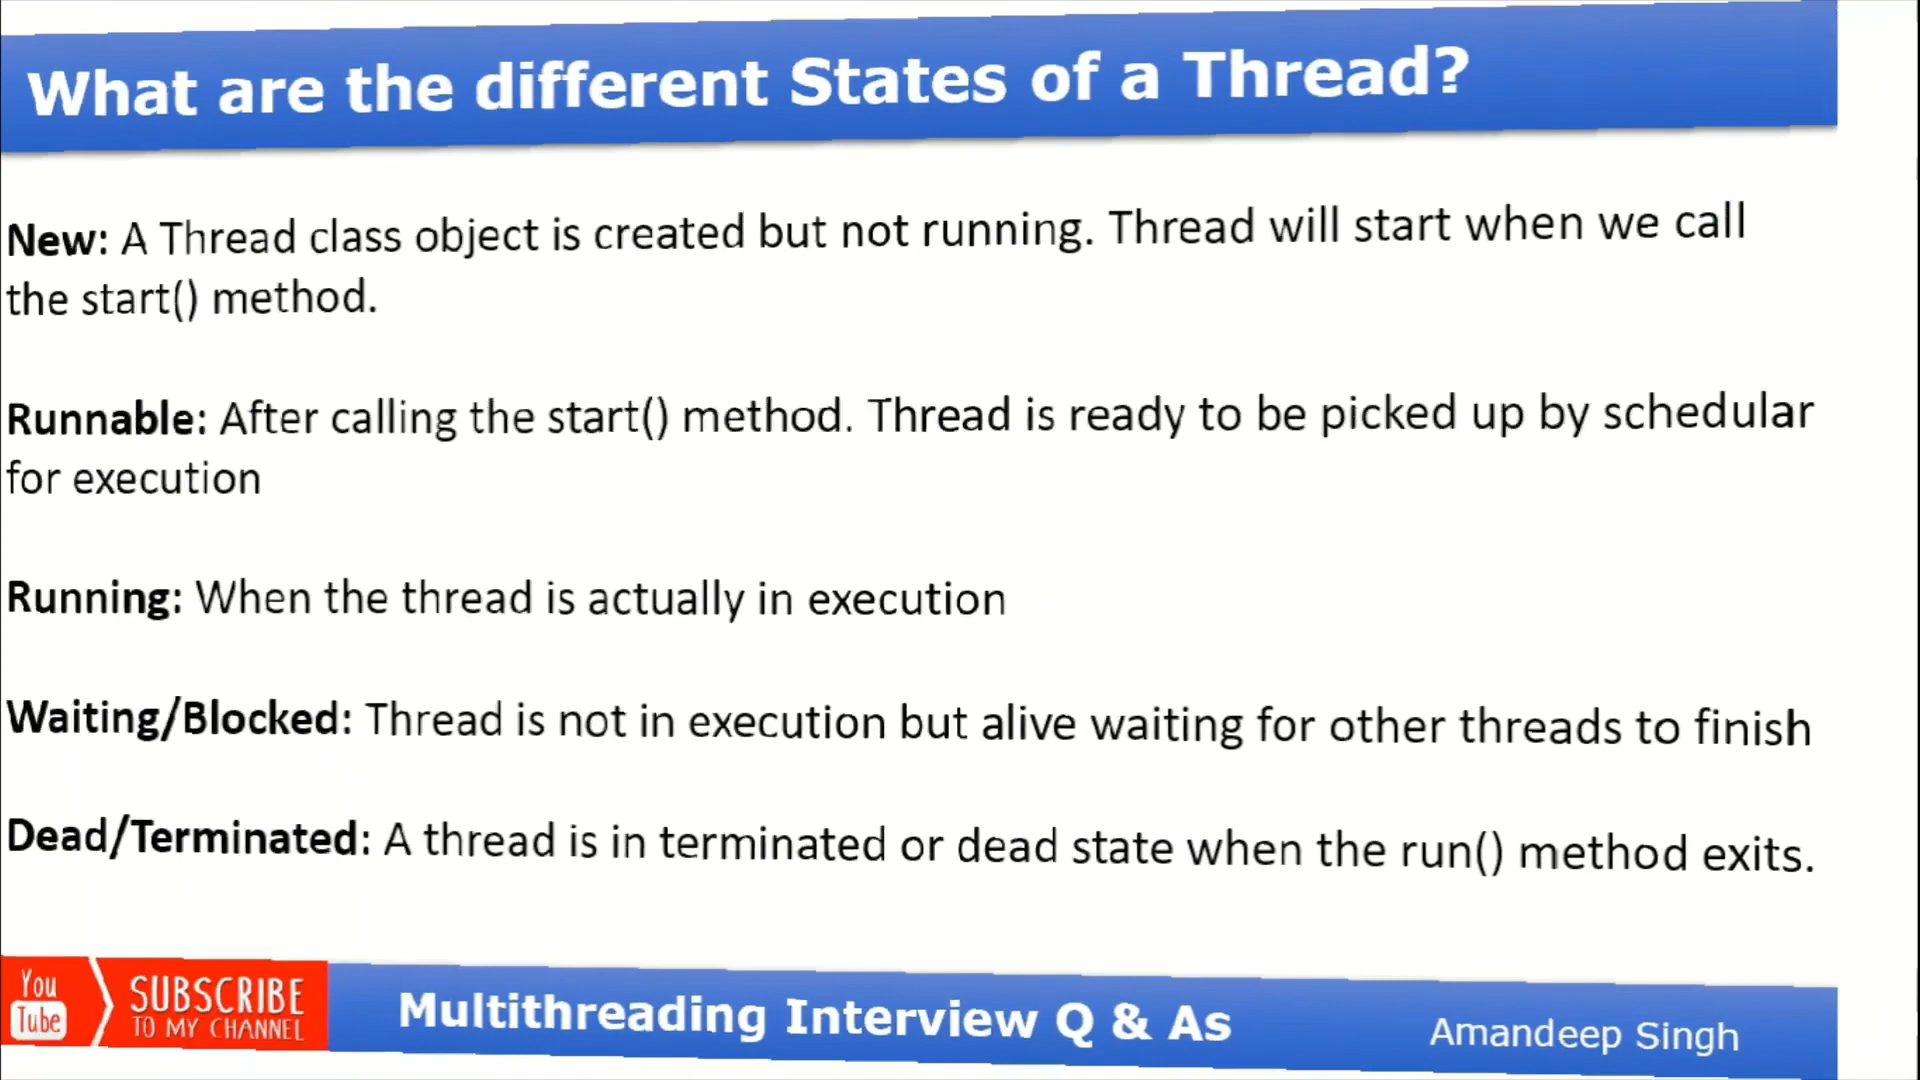 What are the different States of a Thread?
New: A Thread class object is created but not running. Thread will start when we call
the start() method.
Runnable: After calling the start() method. Thread is ready to be picked up by schedular
for execution
Running: When the thread is actually in execution
Waiting/Blocked: Thread is not in execution but alive waiting for other threads to finish
Dead/Terminated: A thread is in terminated or dead state when the run() method exits.
You
Tube
SUBSCRIBE
TO MY CHANNEL
Multithreading Interview Q & As
Amandeep Singh